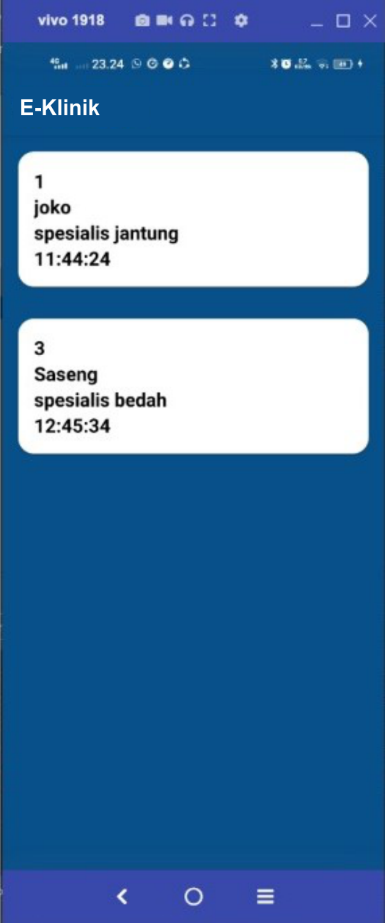 vivo 1918
4G 23.24
E-Klinik
1
joko
spesialis jantung
11:44:24
3
Saseng
spesialis bedah
12:45:34